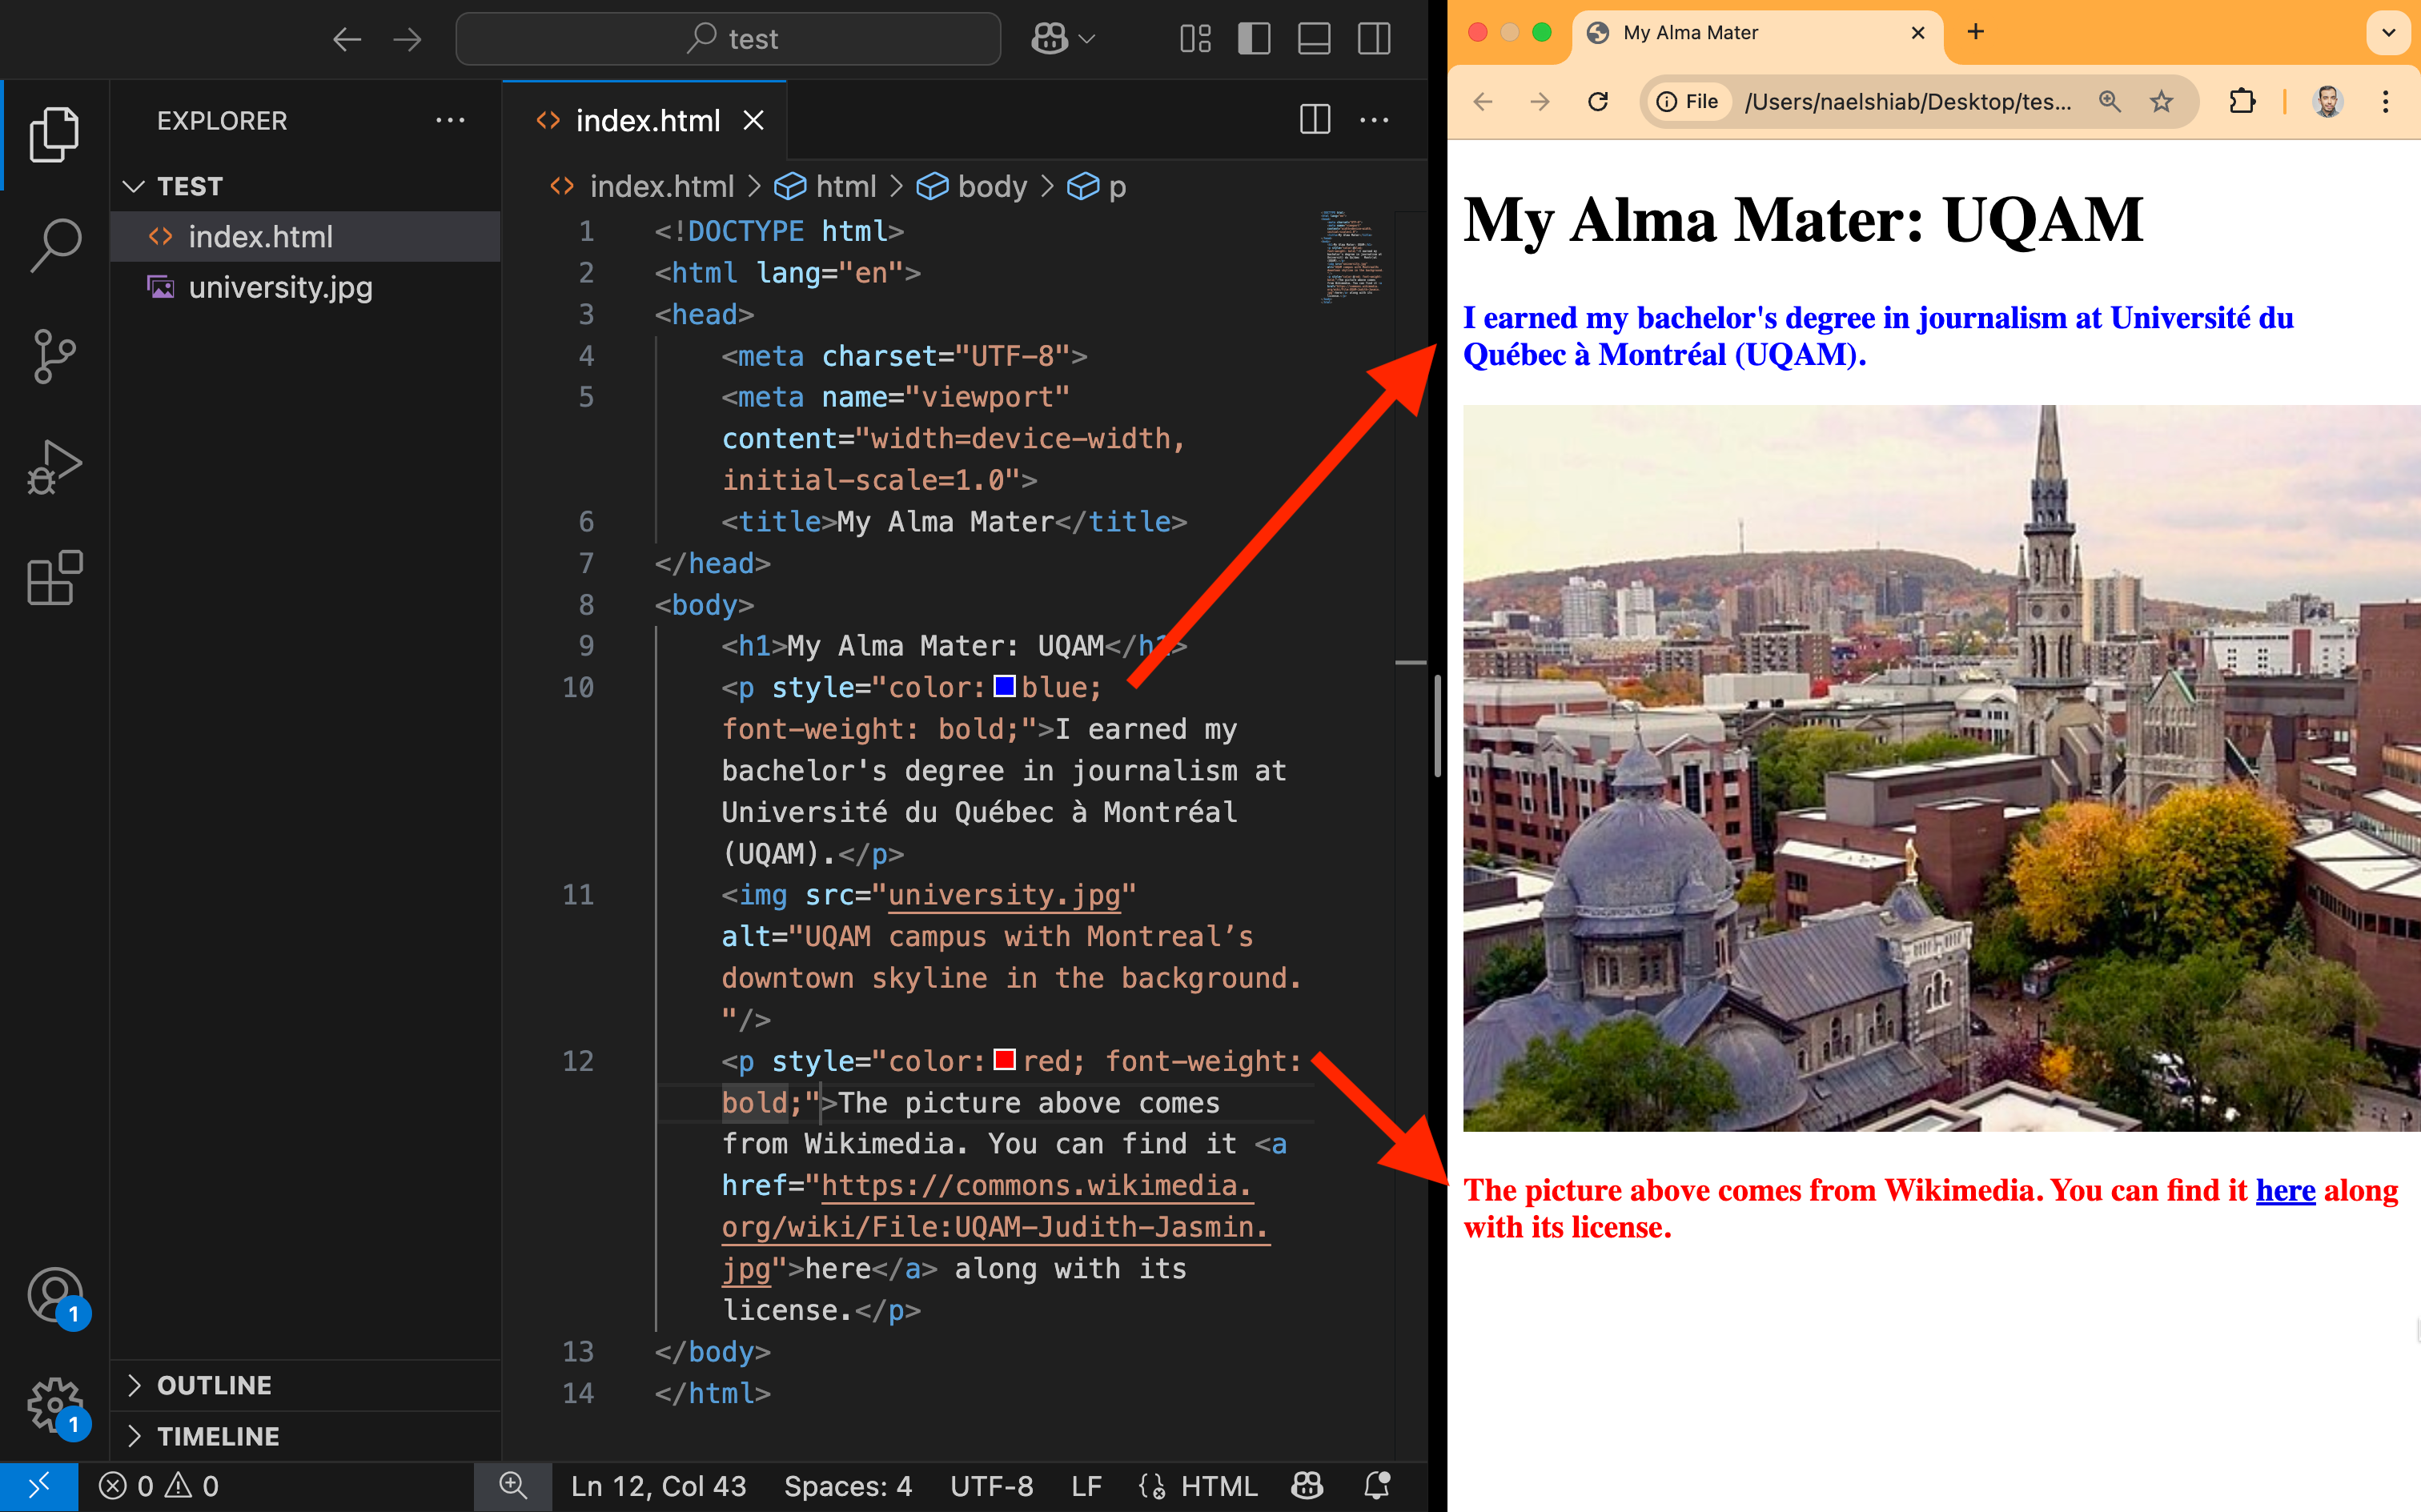 test
EXPLORER
TEST
index.html
university.jpg
OUTLINE
TIMELINE
1
1
index.html
index.html > html > body > p
1 <!DOCTYPE html>
2 <html lang="en">
3 <head>
4 <meta charset="UTF-8">
5 <meta name="viewport"
content="width=device-width,
initial-scale=1.0">
6 <title>My Alma Mater</title>
7 </head>
8 <body>
9 <h1>My Alma Mater: UQAM</h1>
10 <p style="color: blue;
font-weight: bold;">I earned my
bachelor's degree in journalism at
Université du Québec à Montréal
(UQAM).</p>
11 <img src="university.jpg"
alt="UQAM campus with Montreal’s
downtown skyline in the background.
"/>
12 <p style="color: red; font-weight:
bold;">The picture above comes
from Wikimedia. You can find it <a
href="https://commons.wikimedia.
org/wiki/File:UQAM-Judith-Jasmin.
jpg">here</a> along with its
license.</p>
13 </body>
14 </html>
0 0
Ln 12, Col 43 Spaces: 4 UTF-8 LF HTML
My Alma Mater
File /Users/naelshiab/Desktop/tes...
My Alma Mater: UQAM
I earned my bachelor's degree in journalism at Université du
Québec à Montréal (UQAM).
The picture above comes from Wikimedia. You can find it here along
with its license.